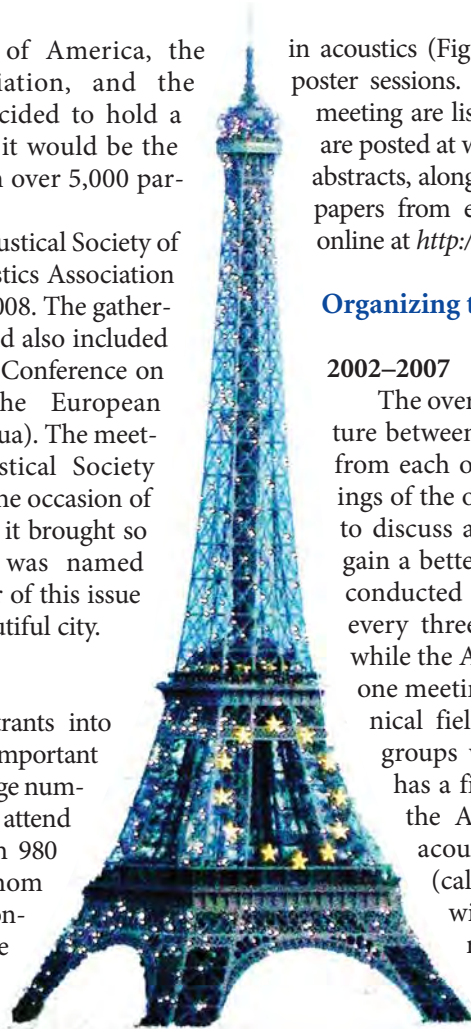 of America, the
iation, and the
cided to hold a
it would be the
n over 5,000 par-
ustical Society of
stics Association
008. The gather-
d also included
Conference on
he European
ua). The meet-
stical Society
he occasion of
it brought so
was named
r of this issue
utiful city.
trants into
mportant
ge num-
attend
n 980
hom
on-
e
in acoustics (Fig
poster sessions.
meeting are lis
are posted at w
abstracts, along
papers from e
online at http:/
Organizing t
2002–2007
The over
ture between
from each o
ings of the o
to discuss a
gain a bette
conducted
every three
while the A
one meetin
nical fiel
groups v
has a fi
the A
acou
(cal
wi
r